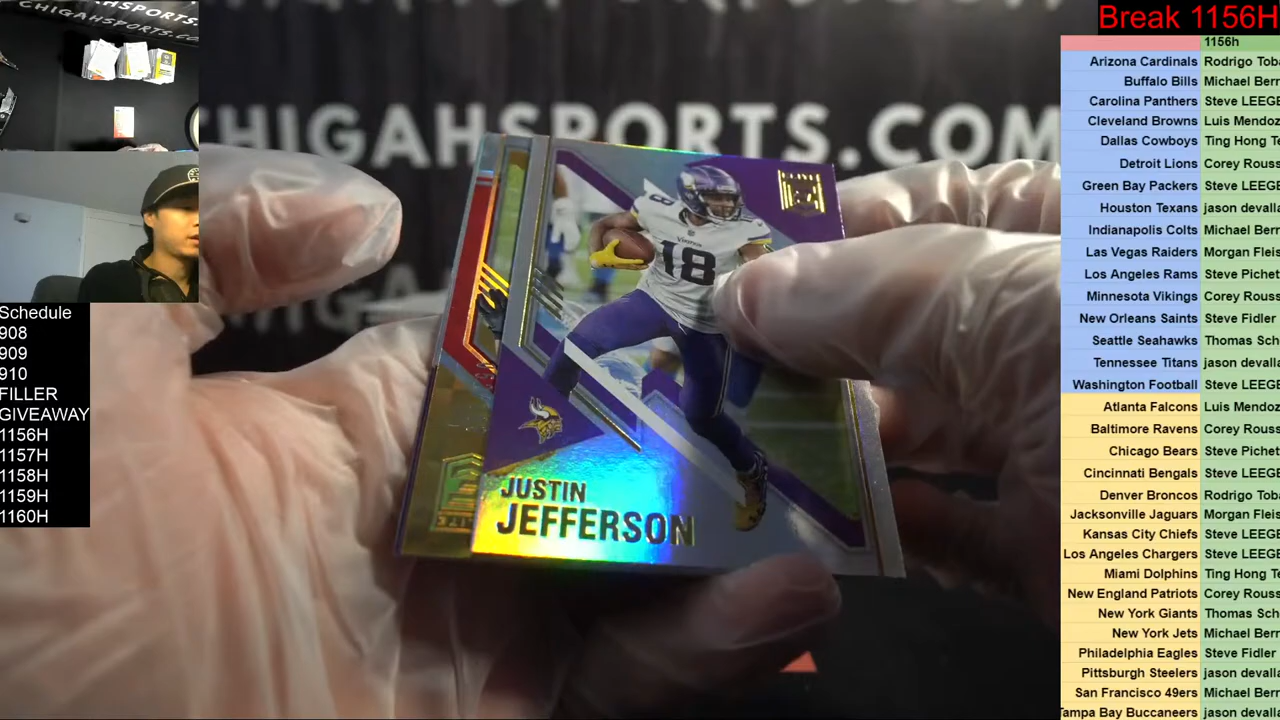 CHIGAHSPORTS.
CHIGAHSPORTS.CO
CHIGAHSPORTS.COM
Break 1156H
1156h
Arizona Cardinals Rodrigo Toba
Buffalo Bills Michael Berr
Carolina Panthers Steve LEEGE
Cleveland Browns Luis Mendoz
Dallas Cowboys Ting Hong Te
Detroit Lions Corey Rouss
Green Bay Packers Steve LEEGE
Houston Texans jason devalla
Indianapolis Colts Michael Berr
Las Vegas Raiders Morgan Fleis
Los Angeles Rams Steve Pichet
Minnesota Vikings Corey Rouss
New Orleans Saints Steve Fidler
Seattle Seahawks Thomas Sch
Tennessee Titans jason devalla
Washington Football Steve LEEGE
Atlanta Falcons Luis Mendoz
Baltimore Ravens Corey Rouss
Chicago Bears Steve Pichet
Cincinnati Bengals Steve LEEGE
Denver Broncos Rodrigo Toba
Jacksonville Jaguars Morgan Fleis
Kansas City Chiefs Steve LEEGE
Los Angeles Chargers Steve LEEGE
Miami Dolphins Ting Hong Te
New England Patriots Corey Rouss
New York Giants Thomas Sch
New York Jets Michael Berr
Philadelphia Eagles Steve Fidler
Pittsburgh Steelers jason devalla
San Francisco 49ers Michael Berr
Tampa Bay Buccaneers jason devalla
Schedule
908
909
910
FILLER
GIVEAWAY
1156H
1157H
1158H
1159H
1160H
18
JUSTIN
JEFFERSON